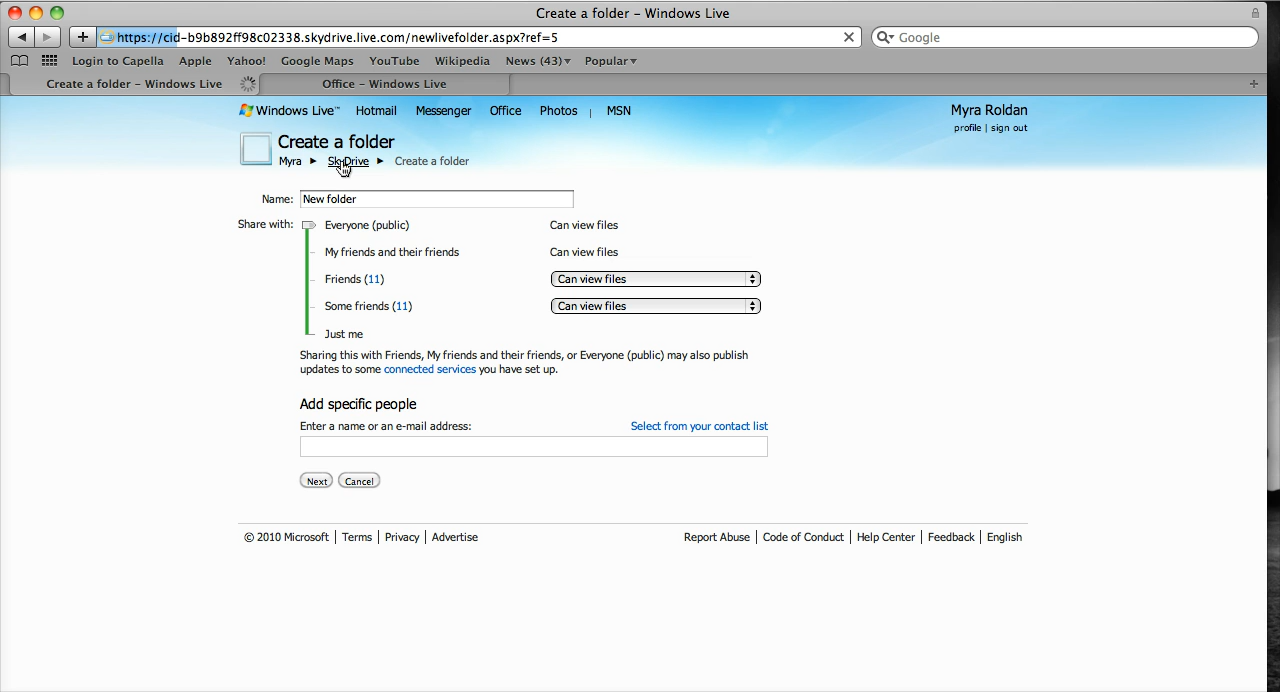 Create a folder – Windows Live
https://cid-b9b892ff98c02338.skydrive.live.com/newlivefolder.aspx?ref=5
Google
Login to Capella Apple Yahoo! Google Maps YouTube Wikipedia News (43)▾ Popular▾
Create a folder – Windows Live Office – Windows Live
Windows Live™ Hotmail Messenger Office Photos | MSN Myra Roldan
profile | sign out
Create a folder
Myra ▶ SkyDrive ▶ Create a folder
Name: New folder
Share with: Everyone (public) Can view files
My friends and their friends Can view files
Friends (11) Can view files
Some friends (11) Can view files
Just me
Sharing this with Friends, My friends and their friends, or Everyone (public) may also publish
updates to some connected services you have set up.
Add specific people
Enter a name or an e-mail address: Select from your contact list
Next Cancel
© 2010 Microsoft | Terms | Privacy | Advertise Report Abuse | Code of Conduct | Help Center | Feedback | English